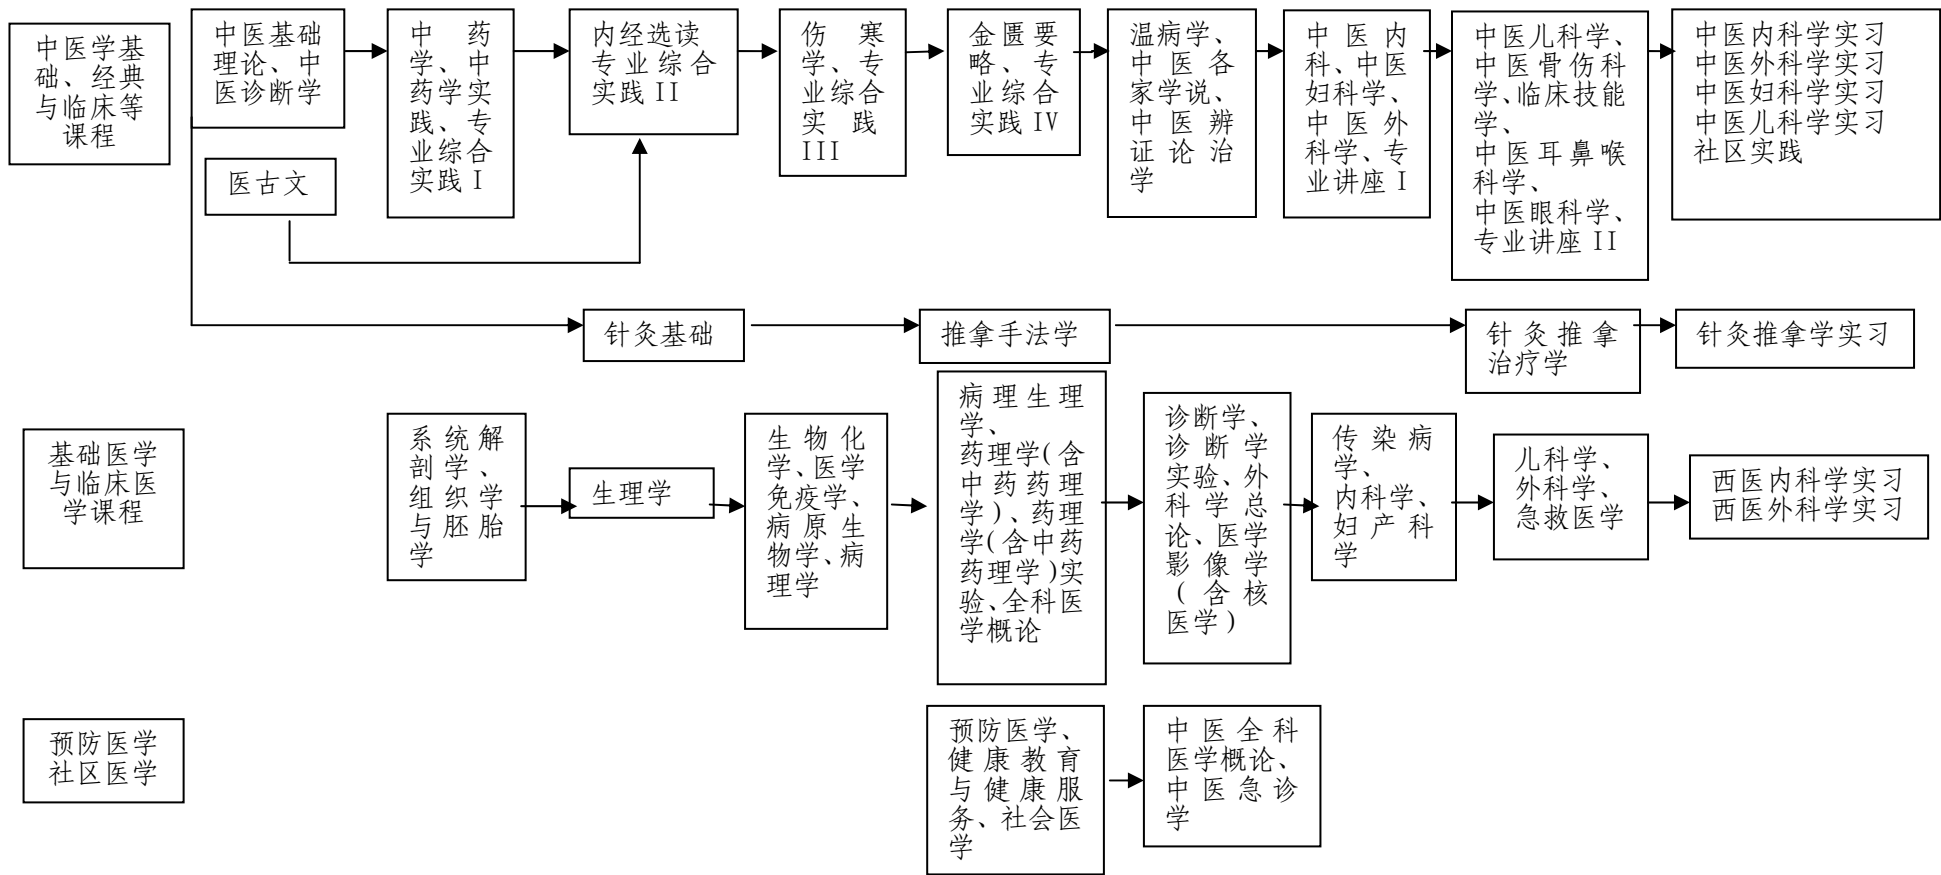 中医学基
础、经典
与临床等
课程
中医基础
理论、中
医诊断学
医古文
中药
学、中
药学实
践、专
业综合
实践 I
内经选读
专业综合
实践 II
伤寒
学、专
业综合
实践
III
金匮要
略、专
业综合
实践 IV
温病学、
中医各
家学说、
中医辨
证论治
学
中医内
科、中医
妇科学、
中医外
科学、专
业讲座 I
中医儿科学、
中医骨伤科
学、临床技能
学、
中医耳鼻喉
科学、
中医眼科学、
专业讲座 II
中医内科学实习
中医外科学实习
中医妇科学实习
中医儿科学实习
社区实践
针灸基础
推拿手法学
针灸推拿
治疗学
针灸推拿学实习
基础医学
与临床医
学课程
系统解
剖学、
组织学
与胚胎
学
生理学
生物化
学、医学
免疫学、
病原生
物学、病
理学
病理生理
学、
药理学(含
中药药理
学)、药理
学(含中药
药理学)实
验、全科医
学概论
诊断学、
诊断学
实验、外
科学总
论、医学
影像学
(含核
医学)
传染病
学、
内科学、
妇产科
学
儿科学、
外科学、
急救医学
西医内科学实习
西医外科学实习
预防医学
社区医学
预防医学、
健康教育
与健康服
务、社会医
学
中医全科
医学概论、
中医急诊
学